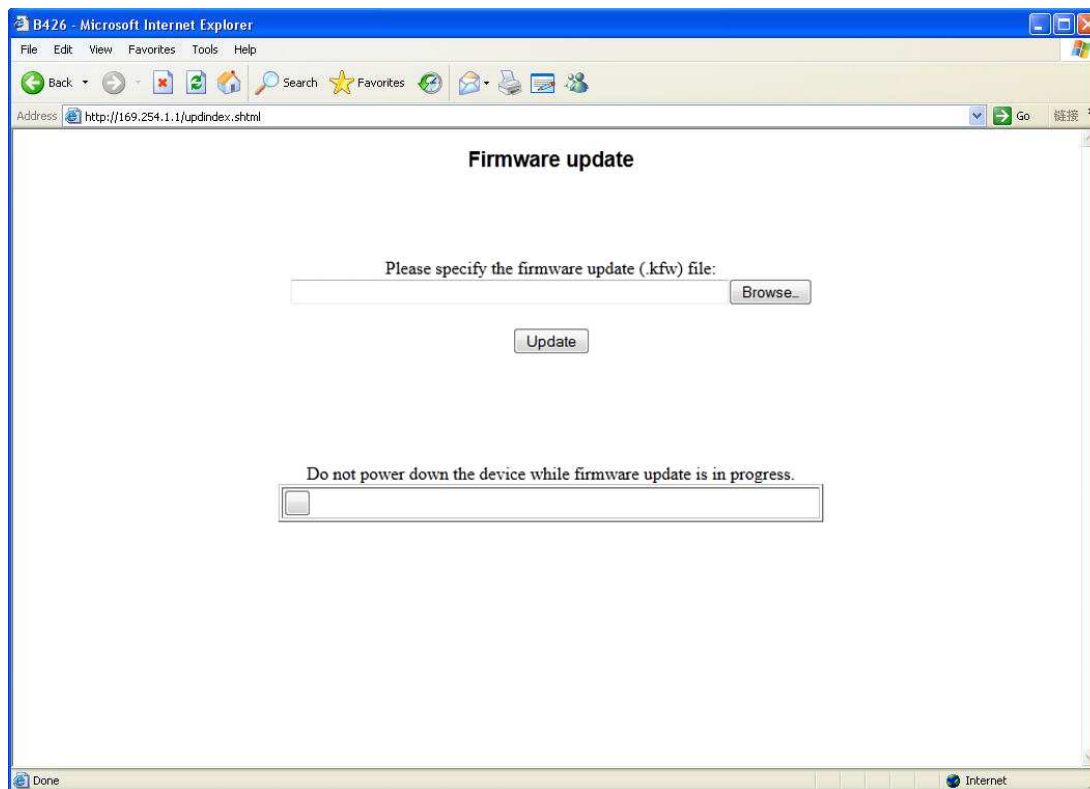 B426 - Microsoft Internet Explorer
File Edit View Favorites Tools Help
Back Search Favorites
Address http://169.254.1.1/updindex.shtml Go 链接 »
Firmware update
Please specify the firmware update (.kfw) file:
Browse...
Update
Do not power down the device while firmware update is in progress.
Done Internet